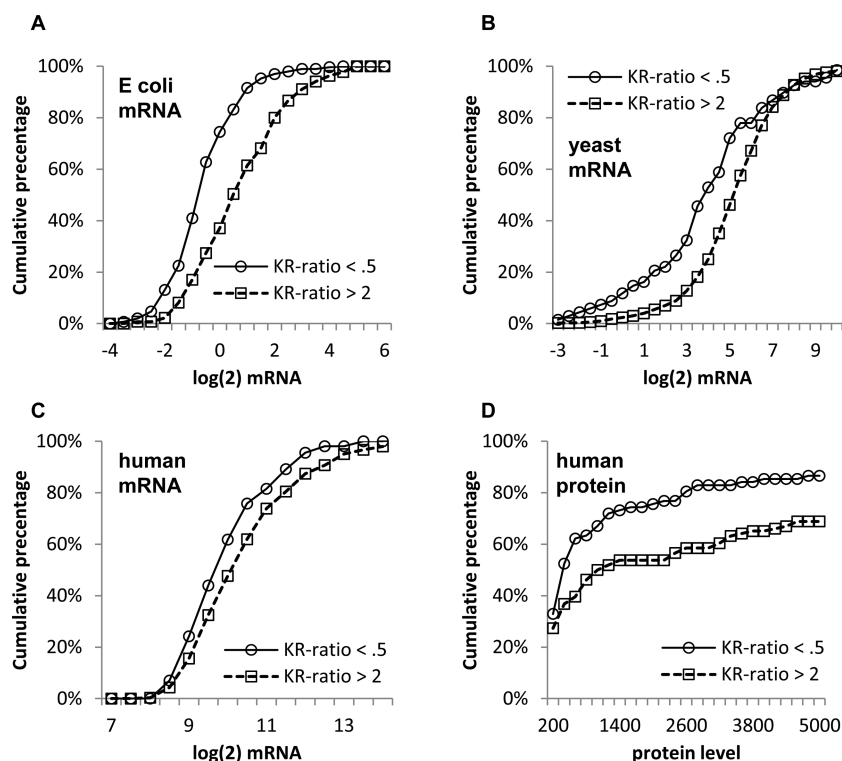 A
Cumulative precentage
100%
80%
60%
40%
20%
0%
E coli
mRNA
KR-ratio < .5
KR-ratio > 2
-4 -2 0 2 4 6
log(2) mRNA
B
Cumulative precentage
100%
80%
60%
40%
20%
0%
KR-ratio < .5
KR-ratio > 2
yeast
mRNA
-3 -1 1 3 5 7 9
log(2) mRNA
C
Cumulative precentage
100%
80%
60%
40%
20%
0%
human
mRNA
KR-ratio < .5
KR-ratio > 2
7 9 11 13
log(2) mRNA
D
Cumulative precentage
100%
80%
60%
40%
20%
0%
human
protein
KR-ratio < .5
KR-ratio > 2
200 1400 2600 3800 5000
protein level